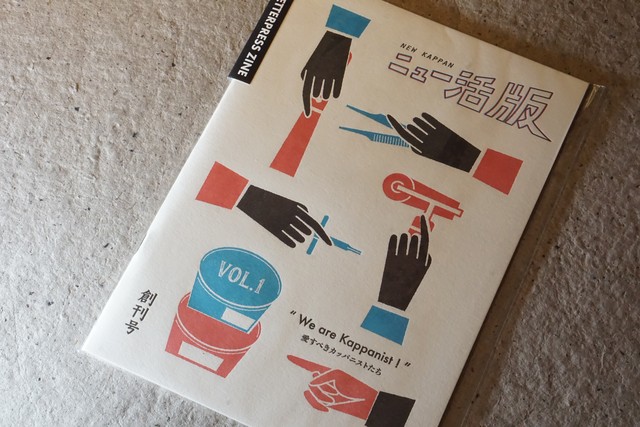 LETTERPRESS ZINE
NEW KAPPAN
ニュー活版
VOL.1
創刊号
"We are Kappanist!"
愛すべきカッパニストたち